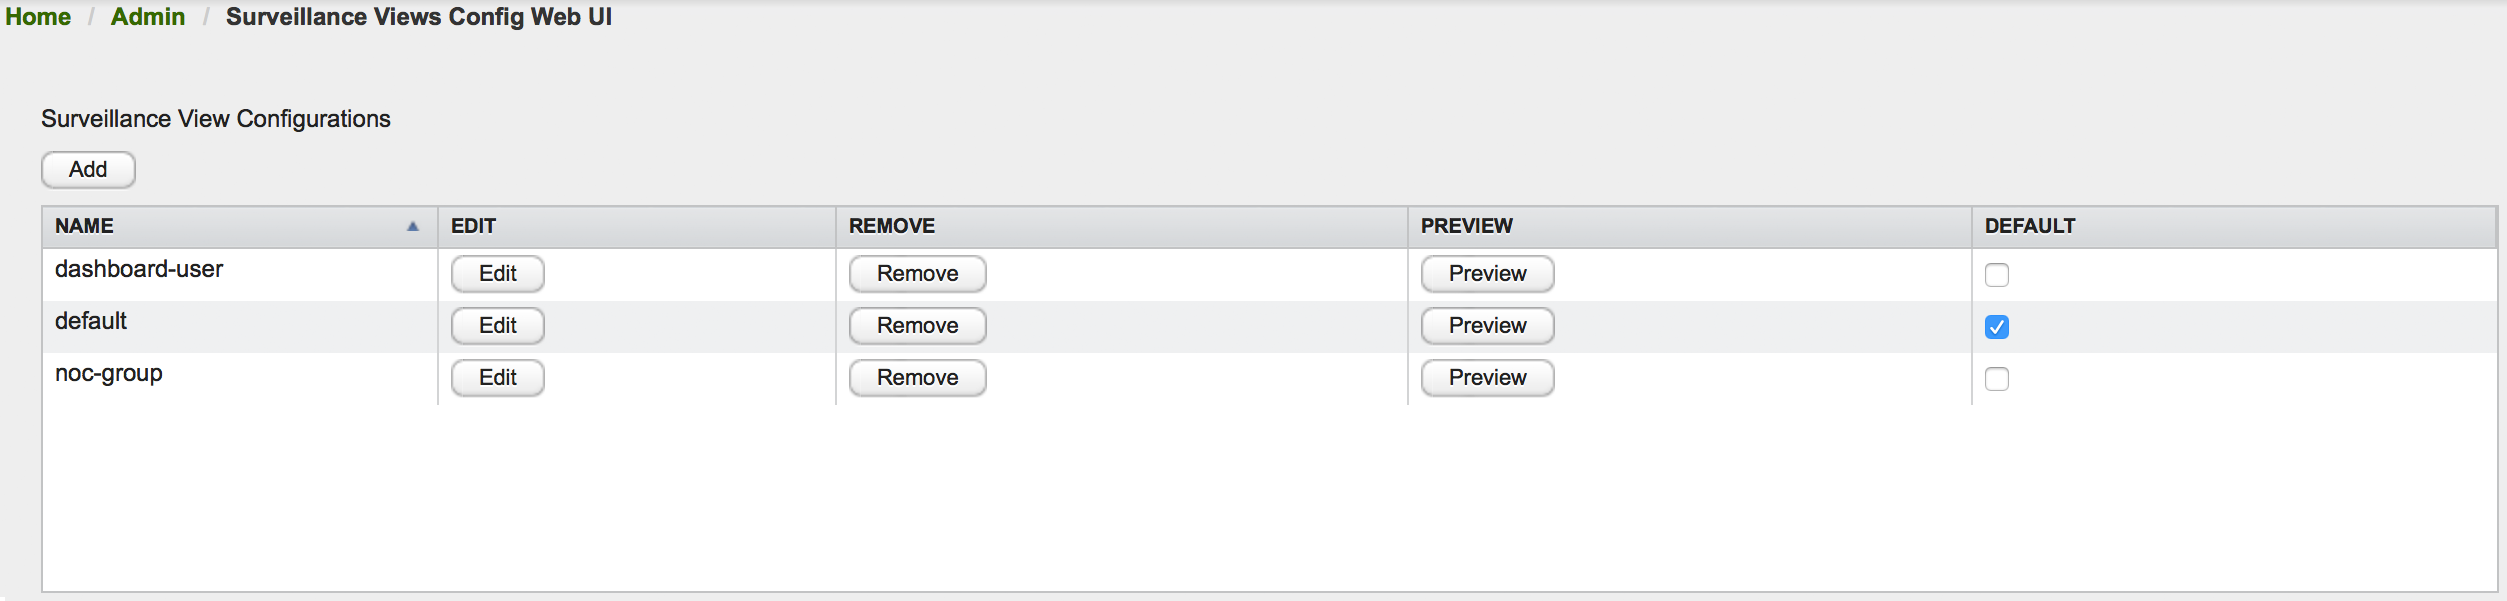 Home / Admin / Surveillance Views Config Web UI
Surveillance View Configurations
Add
NAME EDIT REMOVE PREVIEW DEFAULT
dashboard-user Edit Remove Preview
default Edit Remove Preview
noc-group Edit Remove Preview